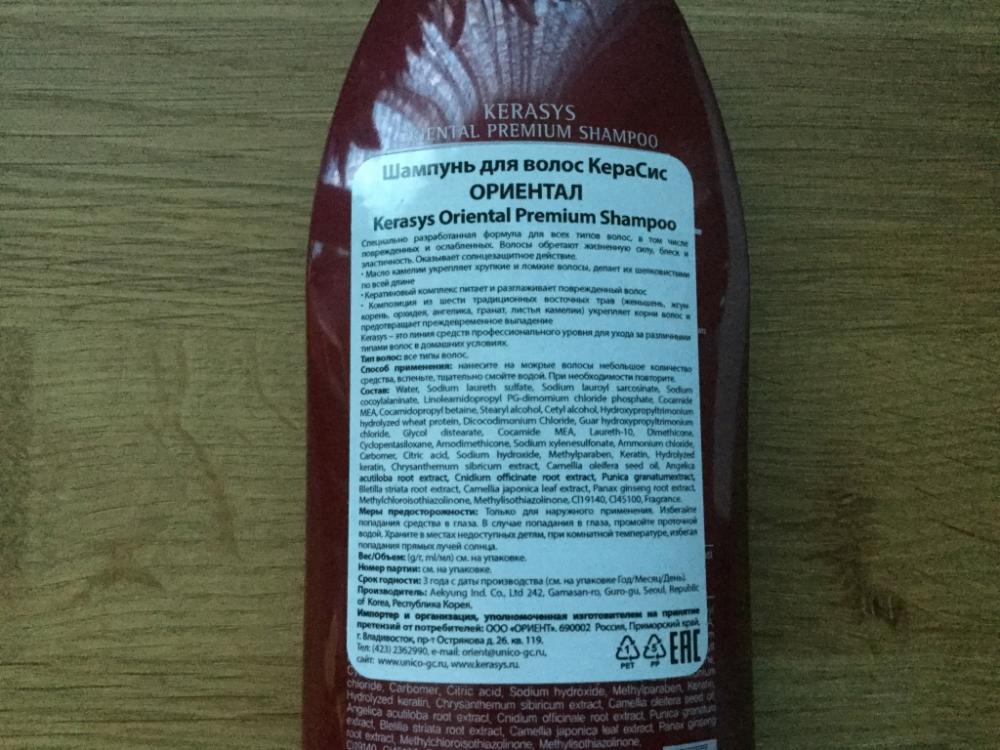 KERASYS
ORIENTAL PREMIUM SHAMPOO
Шампунь для волос КераСис
ОРИЕНТАЛ
Kerasys Oriental Premium Shampoo
Специально разработанная формула для всех типов волос, в том числе
поврежденных и ослабленных. Волосы обретают жизненную силу, блеск и
эластичность. Оказывает солнцезащитное действие.
• Масло камелии укрепляет хрупкие и ломкие волосы, делает их шелковистыми
по всей длине
• Кератиновый комплекс питает и разглаживает поврежденный волос
• Композиция из шести традиционных восточных трав (женьшень, жгун-
корень, орхидея, ангелика, гранат, листья камелии) укрепляет корни волос и
предотвращает преждевременное выпадение
Kerasys – это линия средств профессионального уровня для ухода за различными
типами волос в домашних условиях.
Тип волос: все типы волос.
Способ применения: нанесите на мокрые волосы небольшое количество
средства, вспеньте, тщательно смойте водой. При необходимости повторите.
Состав: Water, Sodium laureth sulfate, Sodium lauroyl sarcosinate, Sodium
cocoylalaninate, Linoleamidopropyl PG-dimomium chloride phosphate, Cocamide
MEA, Cocamidopropyl betaine, Stearyl alcohol, Cetyl alcohol, Hydroxypropyltrimonium
hydrolyzed wheat protein, Dicocodimonium Chloride, Guar hydroxypropyltrimonium
chloride, Glycol distearate, Cocamide MEA, Laureth-10, Dimethicone,
Cyclopentasiloxane, Amodimethicone, Sodium xylenesulfonate, Ammonium chloride,
Carbomer, Citric acid, Sodium hydroxide, Methylparaben, Keratin, Hydrolyzed
keratin, Chrysanthemum sibricum extract, Camellia oleifera seed oil, Angelica
acutiloba root extract, Cnidium officinate root extract, Punica granatumextract,
Bletilla striata root extract, Camellia japonica leaf extract, Panax ginseng root extract,
Methylchloroisothiazolinone, Methylisothiazolinone, CI19140, CI45100, Fragrance.
Меры предосторожности: Только для наружного применения. Избегайте
попадания средства в глаза. В случае попадания в глаза, промойте проточной
водой. Храните в местах недоступных детям, при комнатной температуре, избегая
попадания прямых лучей солнца.
Вес/Объем: (g/г, ml/мл) см. на упаковке.
Номер партии: см. на упаковке.
Срок годности: 3 года с даты производства (см. на упаковке Год/Месяц/День).
Производитель: Aekyung Ind. Co., Ltd 242, Gamasan-ro, Guro-gu, Seoul, Republic
of Korea, Республика Корея.
Импортер и организация, уполномоченная изготовителем на принятие
претензий от потребителей: ООО «ОРИЕНТ». 690002 Россия, Приморский край,
г. Владивосток, пр-т Острякова д. 26. кв. 119.
Тел: (423) 2362990, e-mail: orient@unico-gc.ru,
сайт: www.unico-gc.ru, www.kerasys.ru.
1 PET 5 PP EAC
chloride, Carbomer, Citric acid, Sodium hydroxide, Methylparaben, Keratin,
Hydrolyzed keratin, Chrysanthemum sibiricum extract, Camellia oleifera seed oil,
Angelica acutiloba root extract, Cnidium officinale root extract, Punica granatum
extract, Bletilla striata root extract, Camellia japonica leaf extract, Panax ginseng
root extract, Methylchloroisothiazolinone, Methylisothiazolinone,